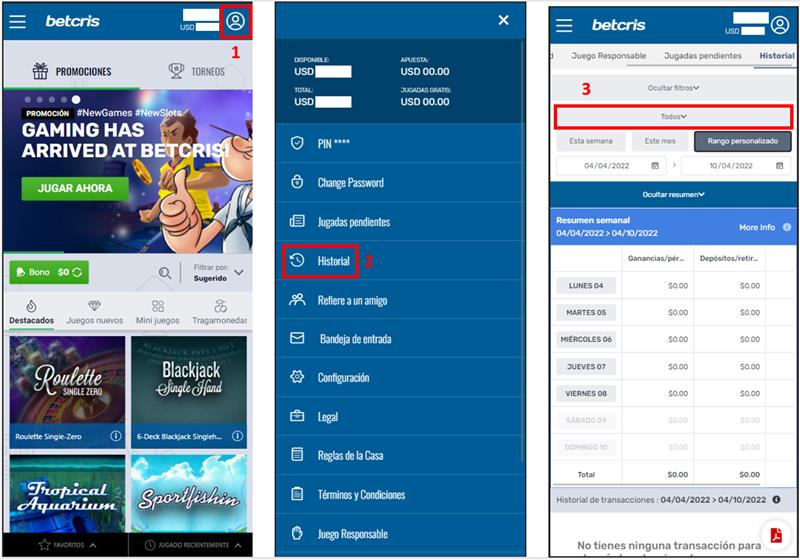 betcris
USD
1
PROMOCIONES
TORNEOS
PROMOCIÓN #NewGames #NewSlots
GAMING HAS
ARRIVED AT BETCRIS!
JUGAR AHORA
Bono $0
Filtrar por:
Sugerido
Destacados Juegos nuevos Mini juegos Tragamonedas
Roulette
SINGLE ZERO
Roulette Single-Zero
BLACKJACK PAYS 3 TO 2
Blackjack
Single Hand
6-Deck Blackjack Singleh...
Tropical
Aquarium
Sportfishin
FAVORITOS
JUGADO RECIENTEMENTE
DISPONIBLE:
USD
APUESTA:
USD 00.00
TOTAL:
USD
JUGADAS GRATIS:
USD 00.00
PIN ****
Change Password
Jugadas pendientes
Historial 2
Refiere a un amigo
Bandeja de entrada
Configuración
Legal
Reglas de la Casa
Términos y Condiciones
Juego Responsable
betcris
USD
d Juego Responsable Jugadas pendientes Historial
3
Ocultar filtros
Todos
Esta semana Este mes Rango personalizado
04/04/2022 > 10/04/2022
Ocultar resumen
Resumen semanal
04/04/2022 > 04/10/2022
More Info
Ganancias/pér... Depósitos/retir...
LUNES 04 $0.00 $0.00
MARTES 05 $0.00 $0.00
MIÉRCOLES 06 $0.00 $0.00
JUEVES 07 $0.00 $0.00
VIERNES 08 $0.00 $0.00
SÁBADO 09 $0.00 $0.00
DOMINGO 10 $0.00 $0.00
Total $0.00 $0.00
Historial de transacciones : 04/04/2022 > 04/10/2022
No tienes ninguna transacción para